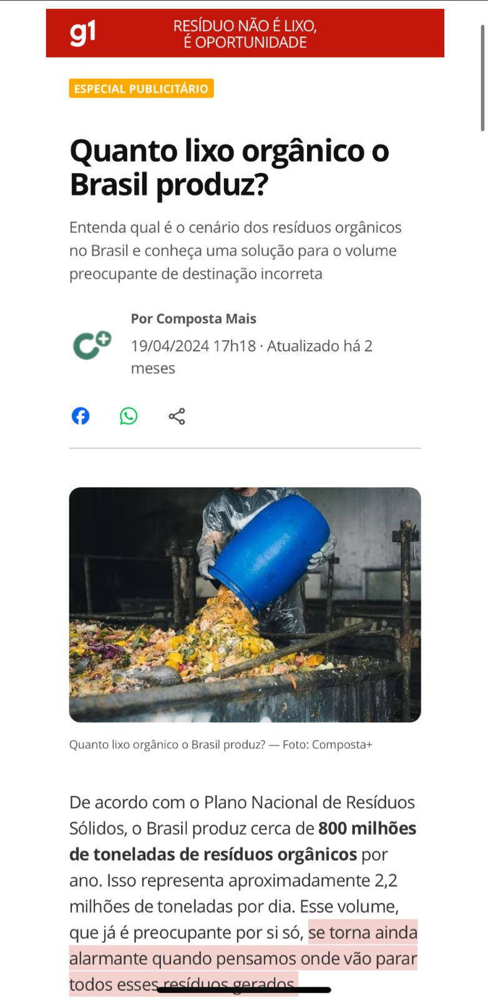 g1
RESÍDUO NÃO É LIXO,
É OPORTUNIDADE
ESPECIAL PUBLICITÁRIO
Quanto lixo orgânico o
Brasil produz?
Entenda qual é o cenário dos resíduos orgânicos
no Brasil e conheça uma solução para o volume
preocupante de destinação incorreta
Por Composta Mais
19/04/2024 17h18 · Atualizado há 2
meses
Quanto lixo orgânico o Brasil produz? — Foto: Composta+
De acordo com o Plano Nacional de Resíduos
Sólidos, o Brasil produz cerca de 800 milhões
de toneladas de resíduos orgânicos por
ano. Isso representa aproximadamente 2,2
milhões de toneladas por dia. Esse volume,
que já é preocupante por si só, se torna ainda
alarmante quando pensamos onde vão parar
todos esses resíduos gerados.